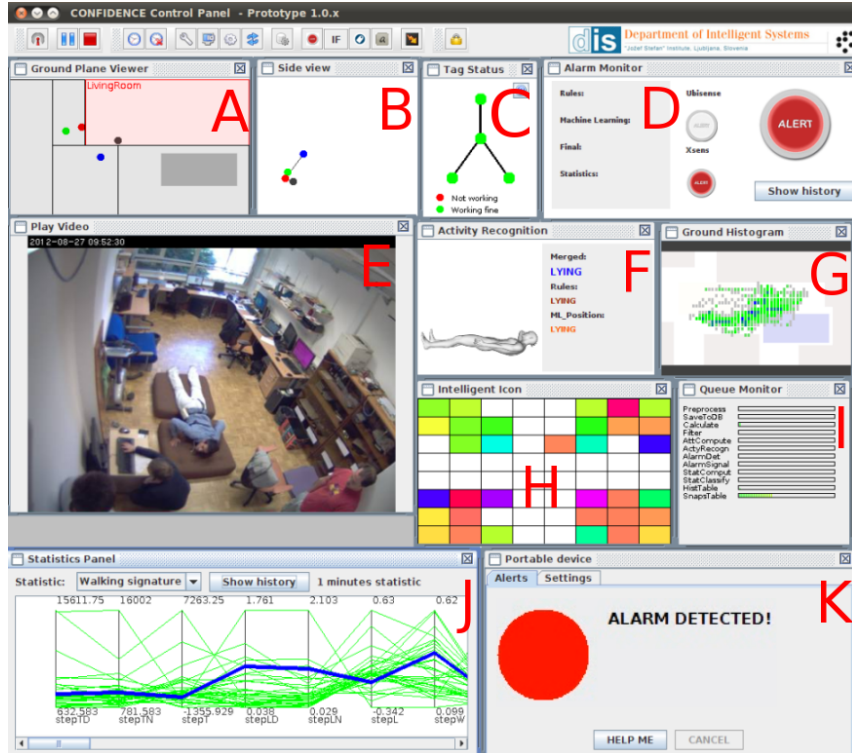 CONFIDENCE Control Panel - Prototype 1.0.x
IF
dis
Department of Intelligent Systems
"Jožef Stefan" Institute, Ljubljana, Slovenia
Ground Plane Viewer
LivingRoom
A
Side view
B
Tag Status
C
Not working
Working fine
Alarm Monitor
Rules:
Machine Learning:
Final:
Statistics:
D
Ubisense
ALERT
Xsens
ALERT
ALERT
Show history
Play Video
2012-08-27 09:52:30
E
Activity Recognition
Merged:
LYING
Rules:
LYING
ML_Position:
LYING
F
Ground Histogram
G
Intelligent Icon
H
Queue Monitor
Preprocess
SaveToDB
Calculate
Filter
AttCompute
ActyRecogn
AlarmDet
AlarmSignal
StatComput
StatClassify
HistTable
SnapsTable
I
Statistics Panel
Statistic: Walking signature Show history 1 minutes statistic
15611.75 16002 7263.25 1.761 2.103 0.63 0.62
632.583 781.583 -1355.929 0.038 0.029 -0.342 0.099
stepTD stepTN stepT stepLD stepLN stepL stepW
J
Portable device
Alerts Settings
ALARM DETECTED!
K
HELP ME CANCEL